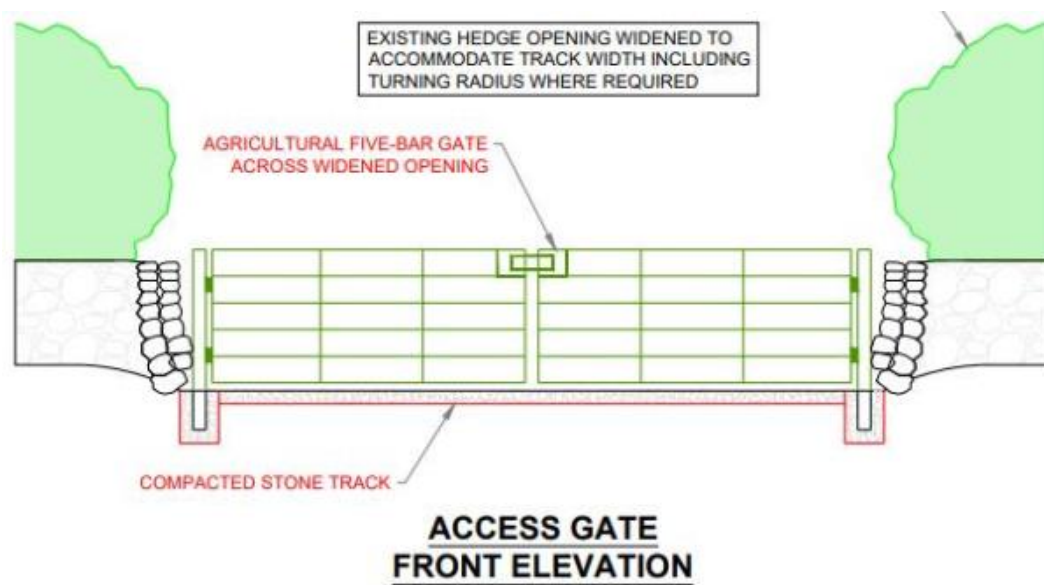 EXISTING HEDGE OPENING WIDENED TO
ACCOMMODATE TRACK WIDTH INCLUDING
TURNING RADIUS WHERE REQUIRED
AGRICULTURAL FIVE-BAR GATE
ACROSS WIDENED OPENING
COMPACTED STONE TRACK
ACCESS GATE
FRONT ELEVATION